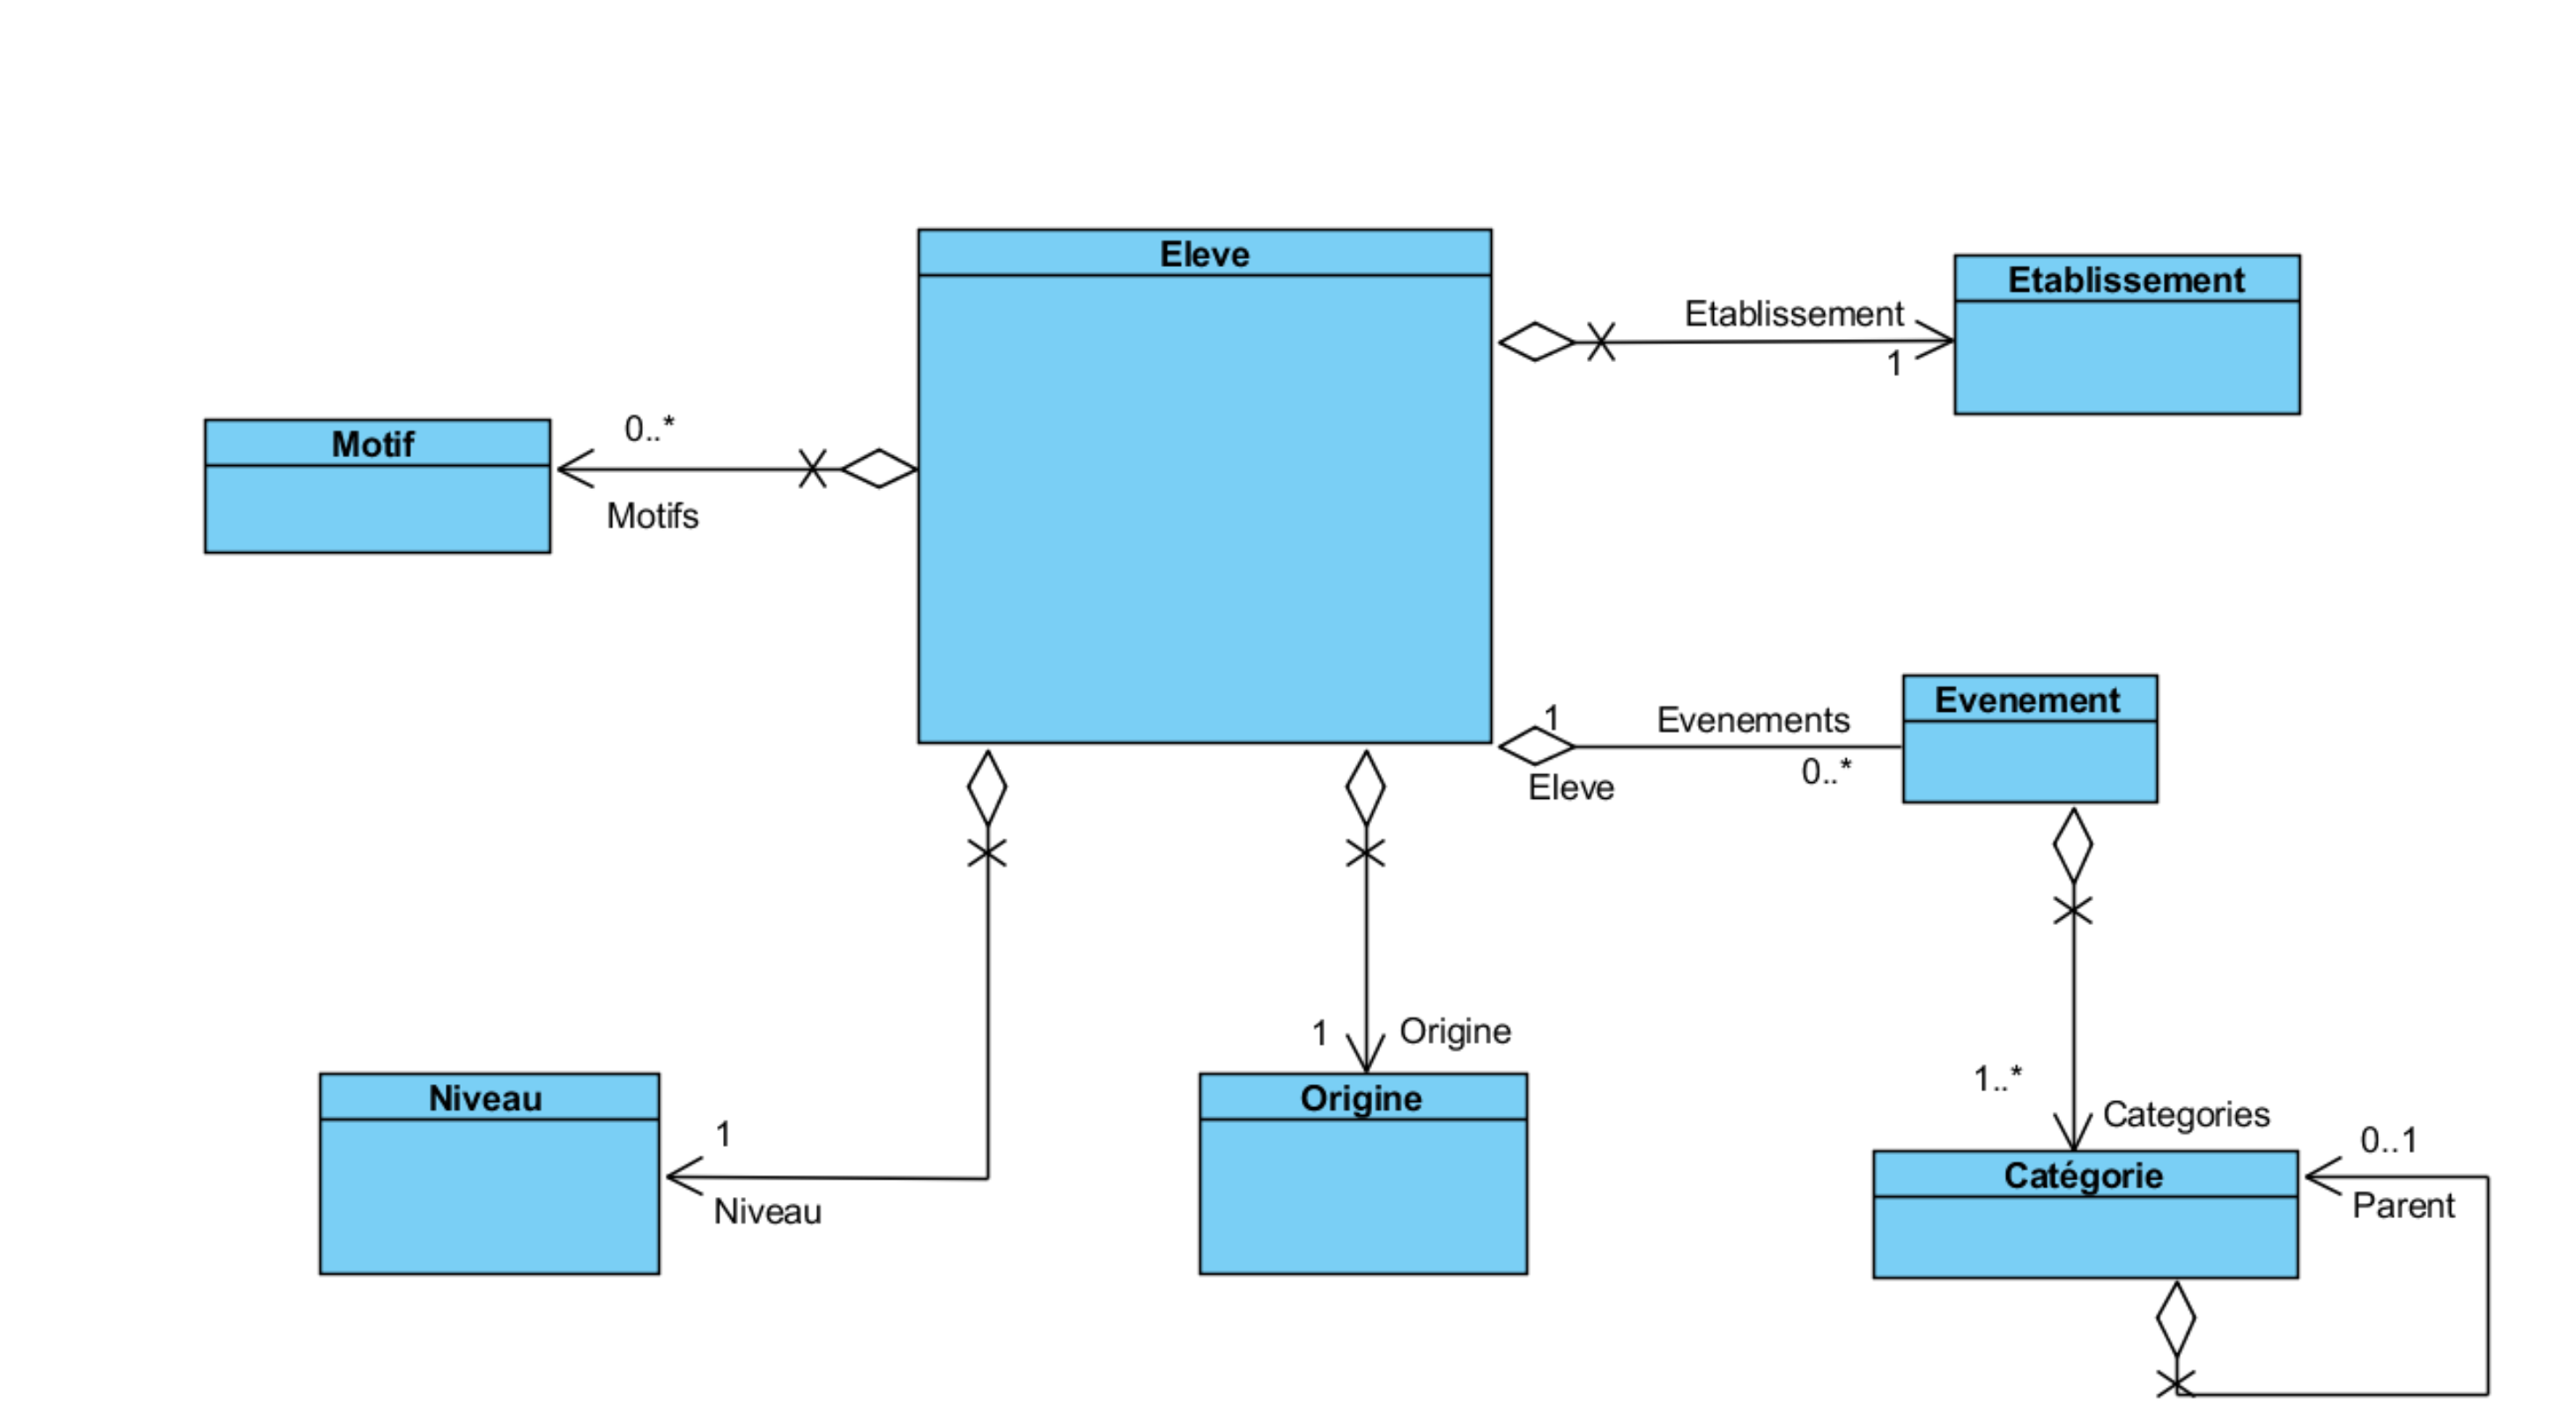 Eleve
Etablissement
Etablissement
1
Motif
0..*
Motifs
1
Evenements
Evenement
Eleve
0..*
1
Origine
1..*
Categories
Niveau
1
Niveau
Origine
Catégorie
0..1
Parent